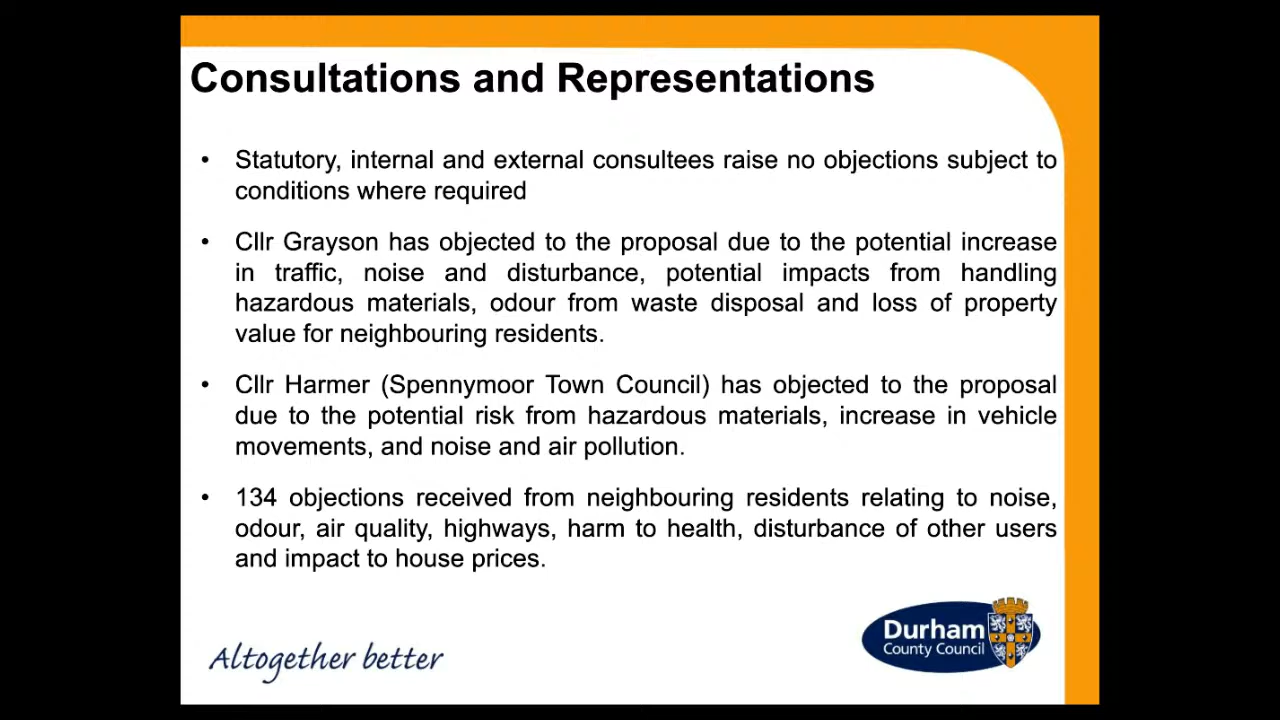 Consultations and Representations
• Statutory, internal and external consultees raise no objections subject to
conditions where required
• Cllr Grayson has objected to the proposal due to the potential increase
in traffic, noise and disturbance, potential impacts from handling
hazardous materials, odour from waste disposal and loss of property
value for neighbouring residents.
• Cllr Harmer (Spennymoor Town Council) has objected to the proposal
due to the potential risk from hazardous materials, increase in vehicle
movements, and noise and air pollution.
• 134 objections received from neighbouring residents relating to noise,
odour, air quality, highways, harm to health, disturbance of other users
and impact to house prices.
Altogether better
Durham
County Council